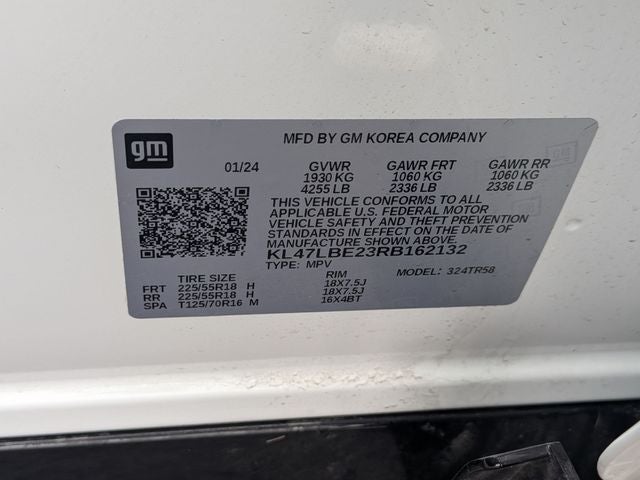 gm
MFD BY GM KOREA COMPANY
01/24 GVWR GAWR FRT GAWR RR
1930 KG 1060 KG 1060 KG
4255 LB 2336 LB 2336 LB
THIS VEHICLE CONFORMS TO ALL
APPLICABLE U.S. FEDERAL MOTOR
VEHICLE SAFETY AND THEFT PREVENTION
STANDARDS IN EFFECT ON THE DATE OF
MANUFACTURE SHOWN ABOVE.
KL47LBE23RB162132
TYPE: MPV MODEL: 324TR58
TIRE SIZE RIM
FRT 225/55R18 H 18X7.5J
RR 225/55R18 H 18X7.5J
SPA T125/70R16 M 16X4BT